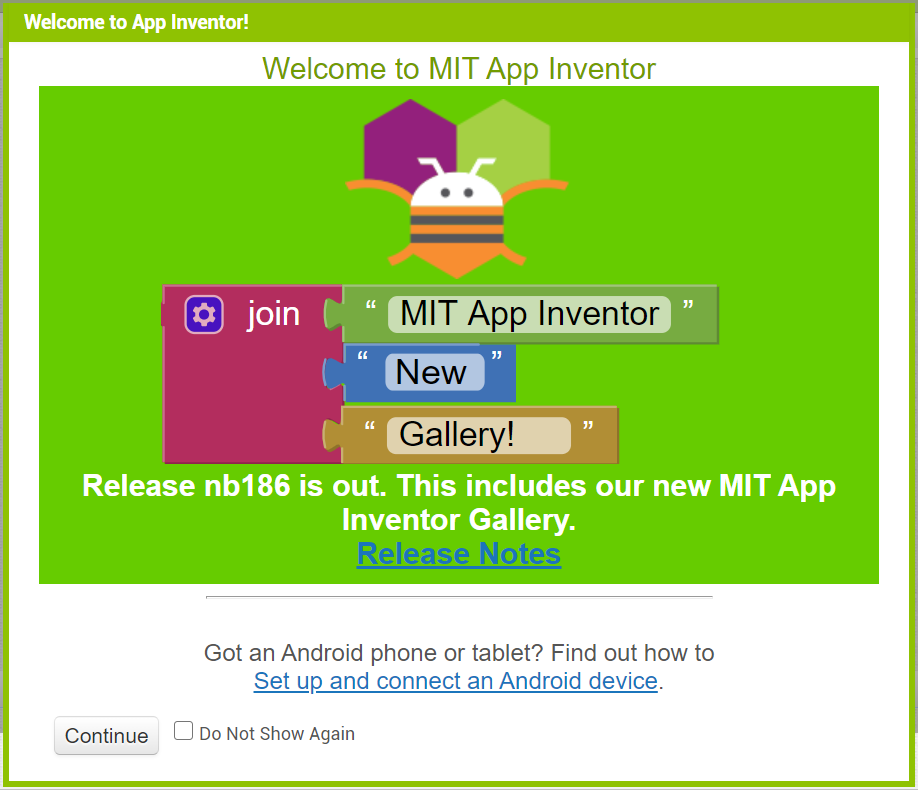 Welcome to App Inventor!
Welcome to MIT App Inventor
join “ MIT App Inventor ”
“ New ”
“ Gallery! ”
Release nb186 is out. This includes our new MIT App
Inventor Gallery.
Release Notes
Got an Android phone or tablet? Find out how to
Set up and connect an Android device.
Continue Do Not Show Again